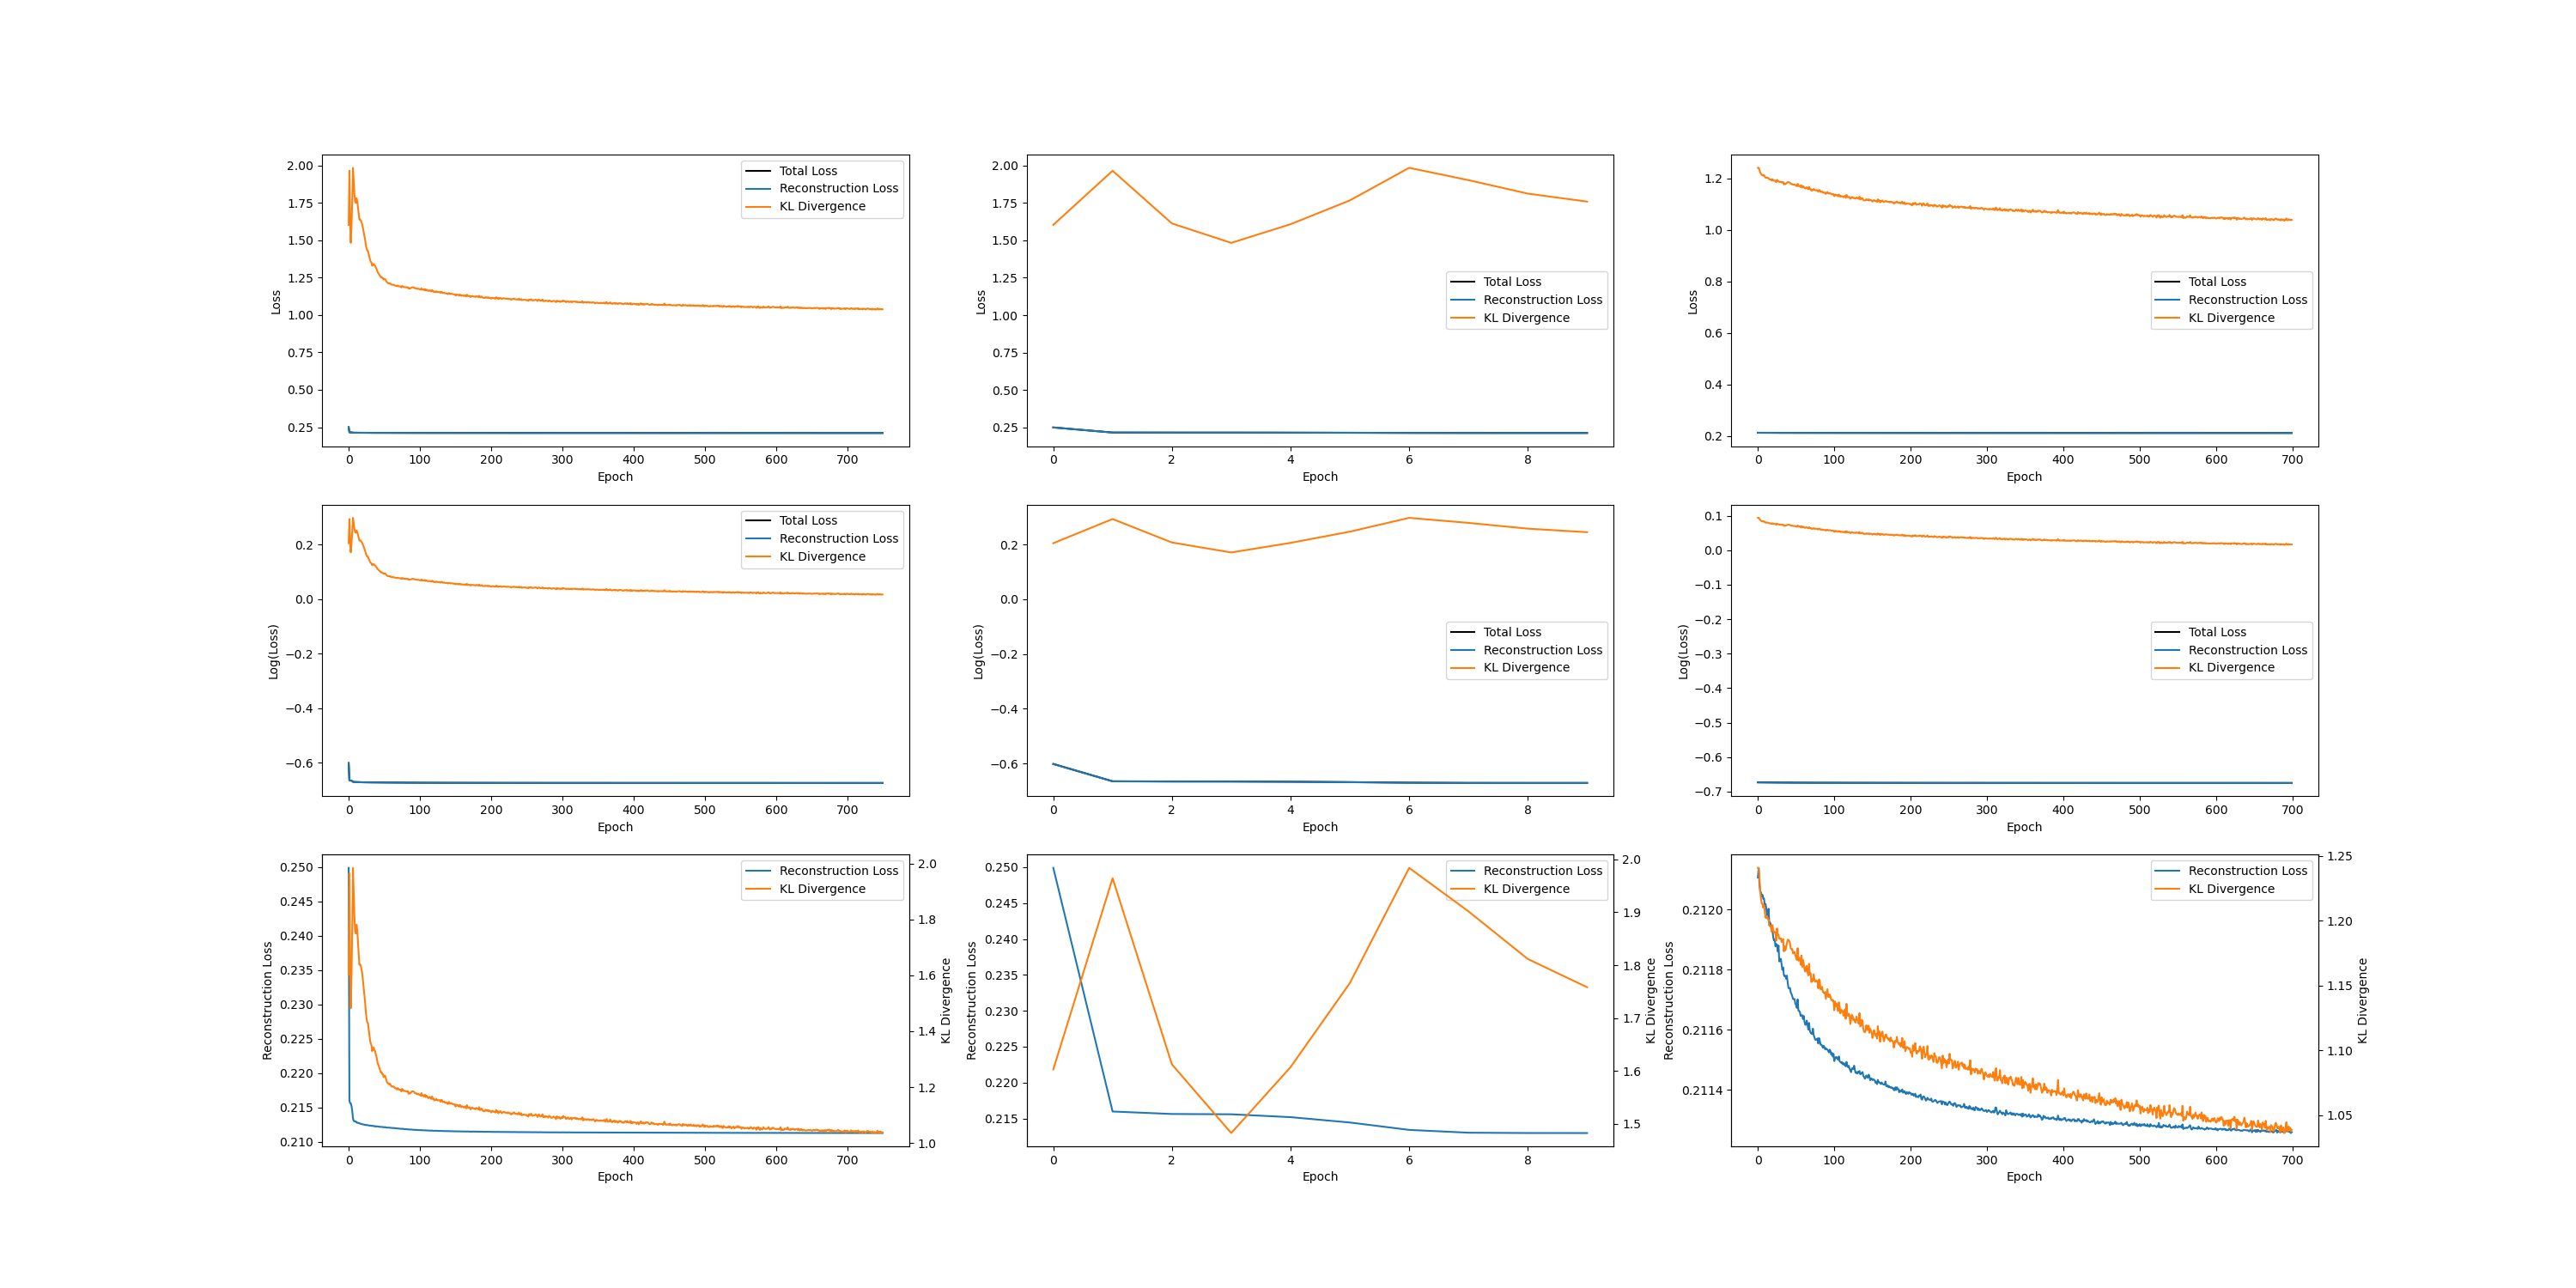 2.00
1.75
1.50
1.25
1.00
0.75
0.50
0.25
Loss
0 100 200 300 400 500 600 700
Epoch
Total Loss
Reconstruction Loss
KL Divergence
2.00
1.75
1.50
1.25
1.00
0.75
0.50
0.25
Loss
0 2 4 6 8
Epoch
Total Loss
Reconstruction Loss
KL Divergence
1.2
1.0
0.8
0.6
0.4
0.2
Loss
0 100 200 300 400 500 600 700
Epoch
Total Loss
Reconstruction Loss
KL Divergence
0.2
0.0
−0.2
−0.4
−0.6
Log(Loss)
0 100 200 300 400 500 600 700
Epoch
Total Loss
Reconstruction Loss
KL Divergence
0.2
0.0
−0.2
−0.4
−0.6
Log(Loss)
0 2 4 6 8
Epoch
Total Loss
Reconstruction Loss
KL Divergence
0.1
0.0
−0.1
−0.2
−0.3
−0.4
−0.5
−0.6
−0.7
Log(Loss)
0 100 200 300 400 500 600 700
Epoch
Total Loss
Reconstruction Loss
KL Divergence
0.250
0.245
0.240
0.235
0.230
0.225
0.220
0.215
0.210
Reconstruction Loss
0 100 200 300 400 500 600 700
Epoch
Reconstruction Loss
KL Divergence
2.0
1.8
1.6
1.4
1.2
1.0
KL Divergence
0.250
0.245
0.240
0.235
0.230
0.225
0.220
0.215
Reconstruction Loss
0 2 4 6 8
Epoch
Reconstruction Loss
KL Divergence
2.0
1.9
1.8
1.7
1.6
1.5
KL Divergence
0.2120
0.2118
0.2116
0.2114
Reconstruction Loss
0 100 200 300 400 500 600 700
Epoch
Reconstruction Loss
KL Divergence
1.25
1.20
1.15
1.10
1.05
KL Divergence